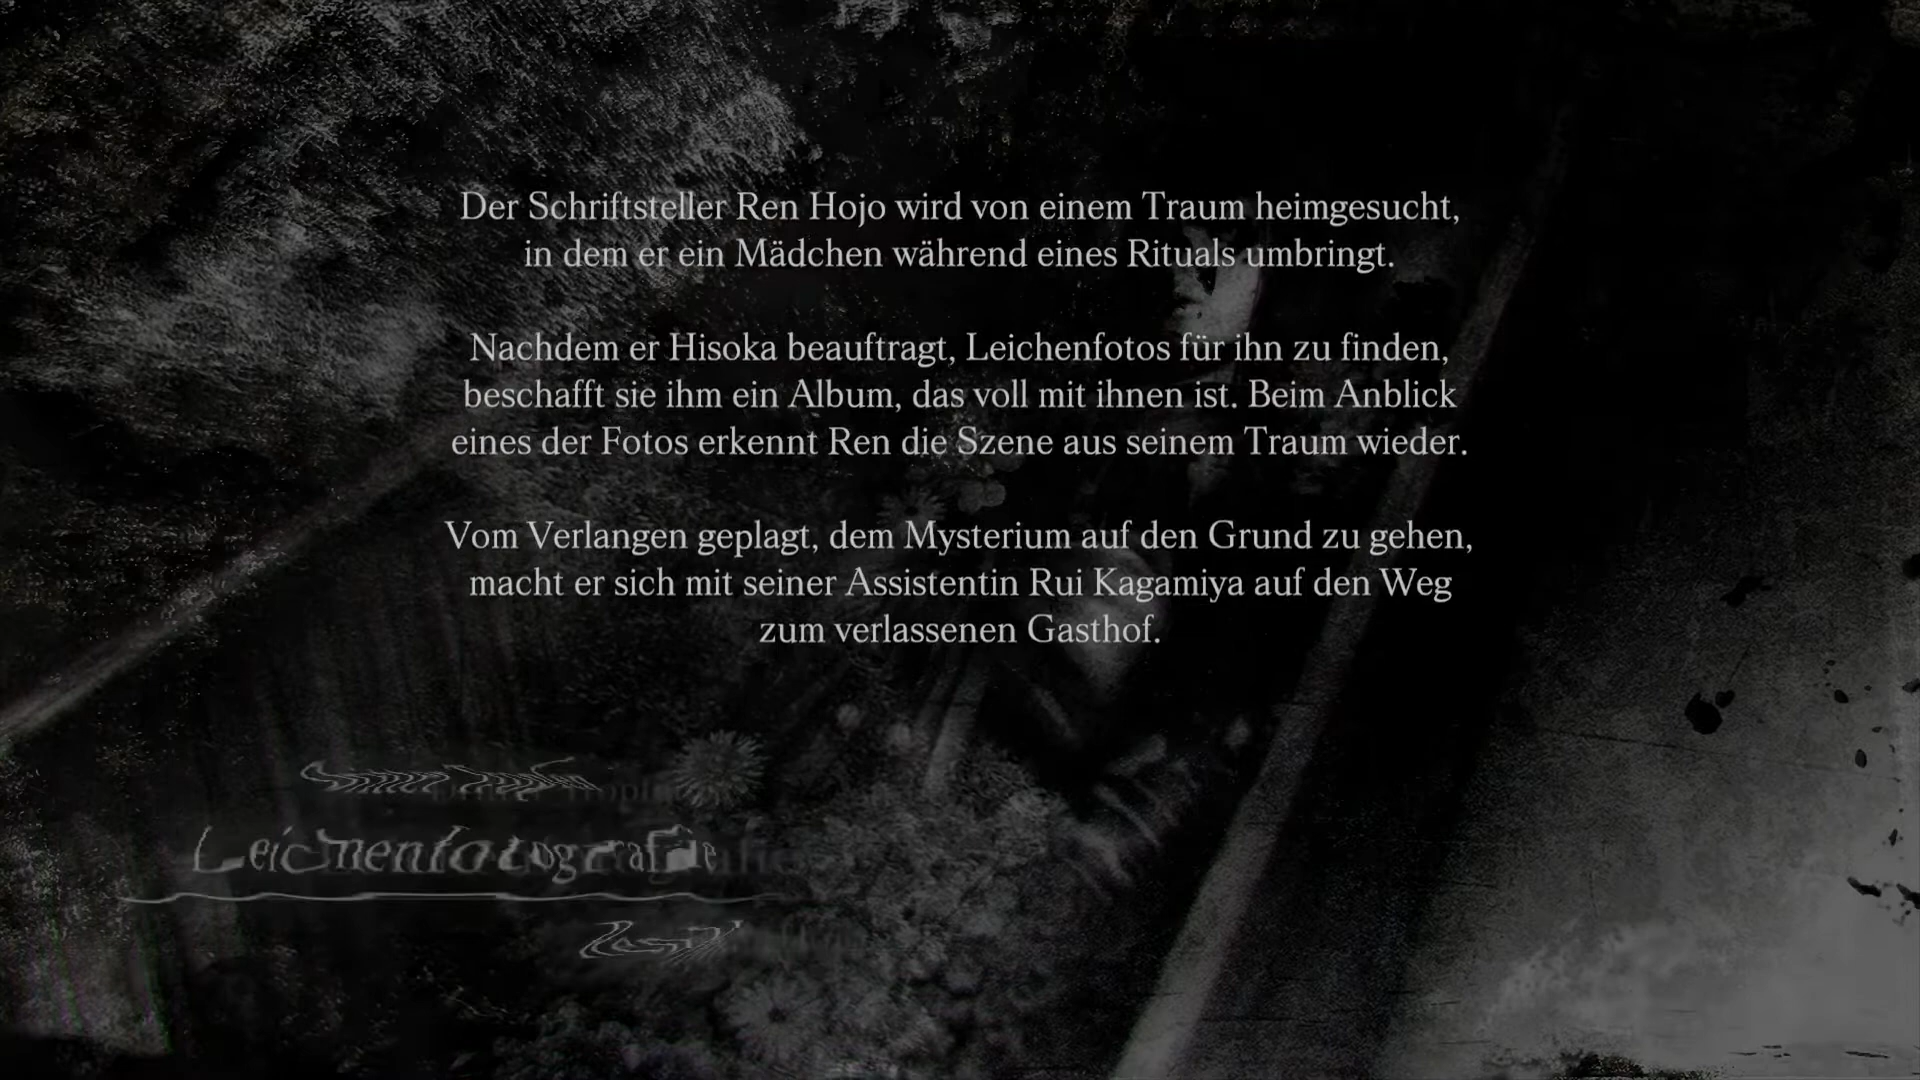 Der Schriftsteller Ren Hojo wird von einem Traum heimgesucht,
in dem er ein Mädchen während eines Rituals umbringt.
Nachdem er Hisoka beauftragt, Leichenfotos für ihn zu finden,
beschafft sie ihm ein Album, das voll mit ihnen ist. Beim Anblick
eines der Fotos erkennt Ren die Szene aus seinem Traum wieder.
Vom Verlangen geplagt, dem Mysterium auf den Grund zu gehen,
macht er sich mit seiner Assistentin Rui Kagamiya auf den Weg
zum verlassenen Gasthof.
Leichenfotografie